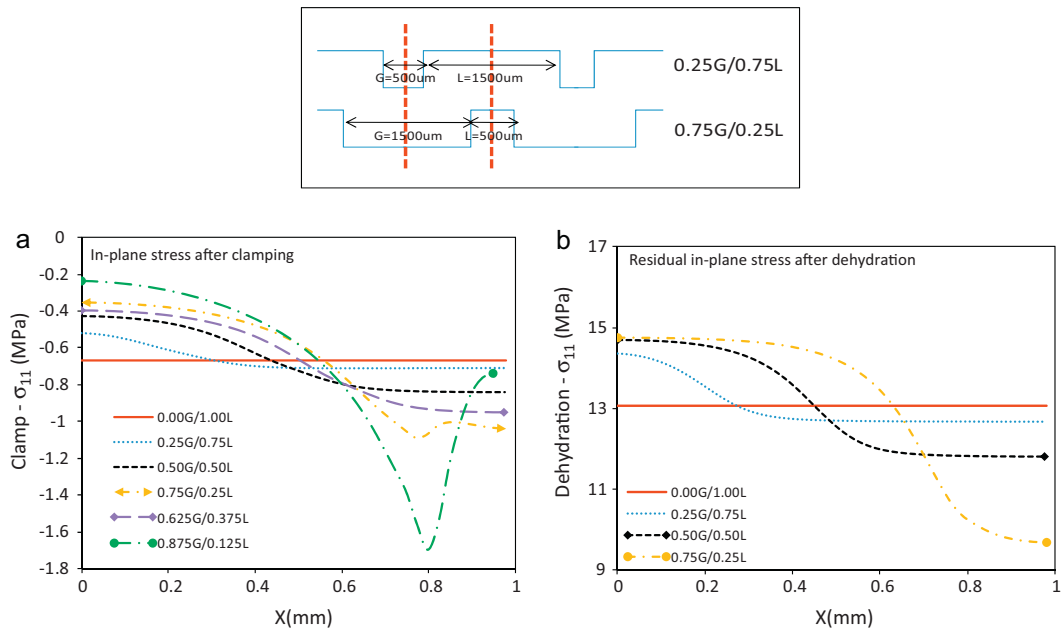 G=500um
L=1500um
0.25G/0.75L
G=1500um
L=500um
0.75G/0.25L
a
In-plane stress after clamping
Clamp - σ11 (MPa)
0
-0.2
-0.4
-0.6
-0.8
-1
-1.2
-1.4
-1.6
-1.8
0.00G/1.00L
0.25G/0.75L
0.50G/0.50L
0.75G/0.25L
0.625G/0.375L
0.875G/0.125L
0
0.2
0.4
0.6
0.8
1
X(mm)
b
Residual in-plane stress after dehydration
Dehydration - σ11 (MPa)
17
15
13
11
9
0.00G/1.00L
0.25G/0.75L
0.50G/0.50L
0.75G/0.25L
0
0.2
0.4
0.6
0.8
1
X(mm)